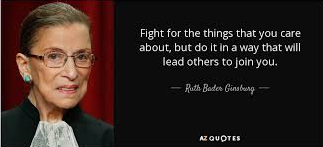 Fight for the things that you care
about, but do it in a way that will
lead others to join you.
Ruth Bader Ginsburg
AZ QUOTES